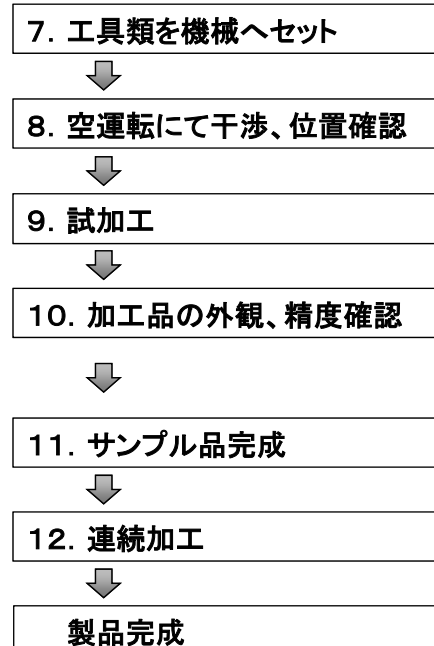 ７．工具類を機械へセット
８．空運転にて干渉、位置確認
９．試加工
１０．加工品の外観、精度確認
１１．サンプル品完成
１２．連続加工
製品完成